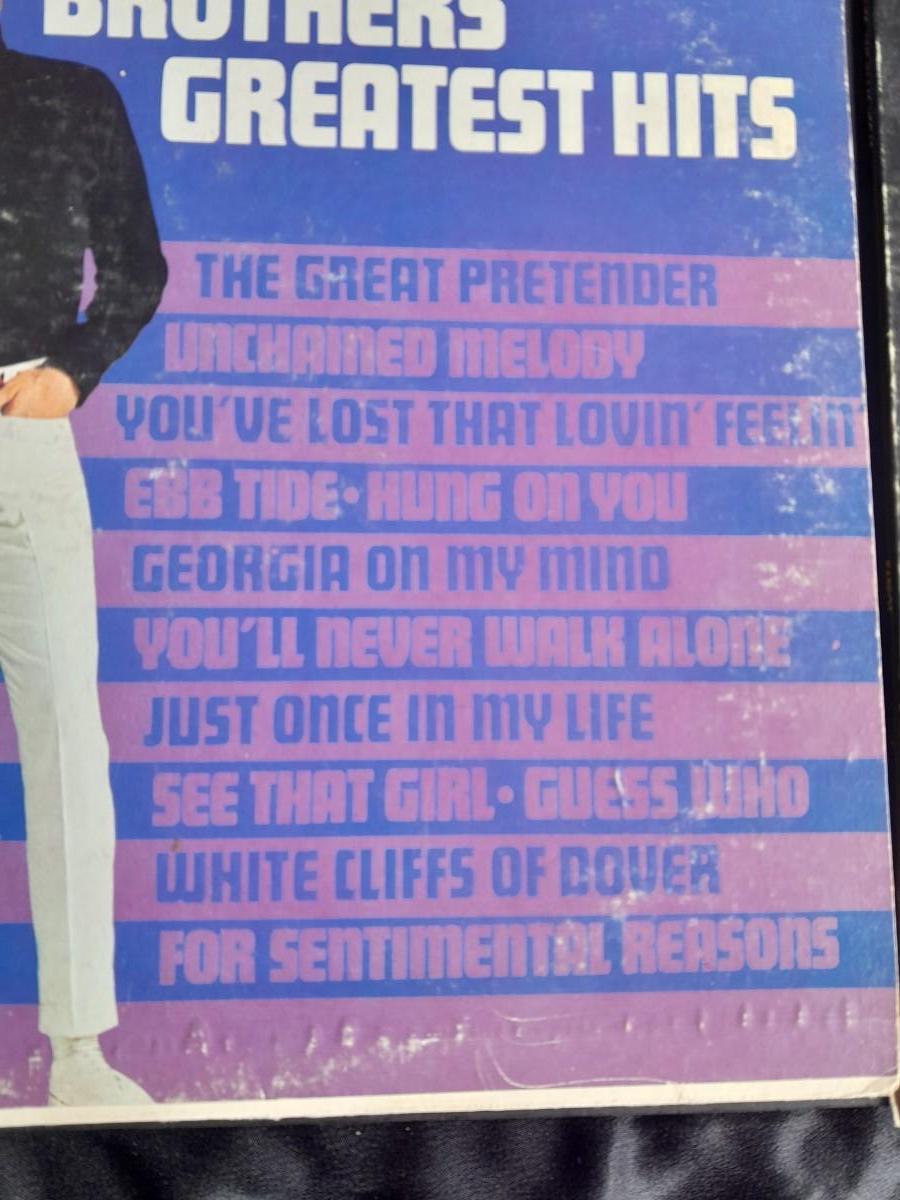 BROTHERS
GREATEST HITS
THE GREAT PRETENDER
UNCHAINED MELODY
YOU'VE LOST THAT LOVIN' FEELIN'
EBB TIDE • HUNG ON YOU
GEORGIA ON MY MIND
YOU'LL NEVER WALK ALONE
JUST ONCE IN MY LIFE
SEE THAT GIRL • GUESS WHO
WHITE CLIFFS OF DOVER
FOR SENTIMENTAL REASONS